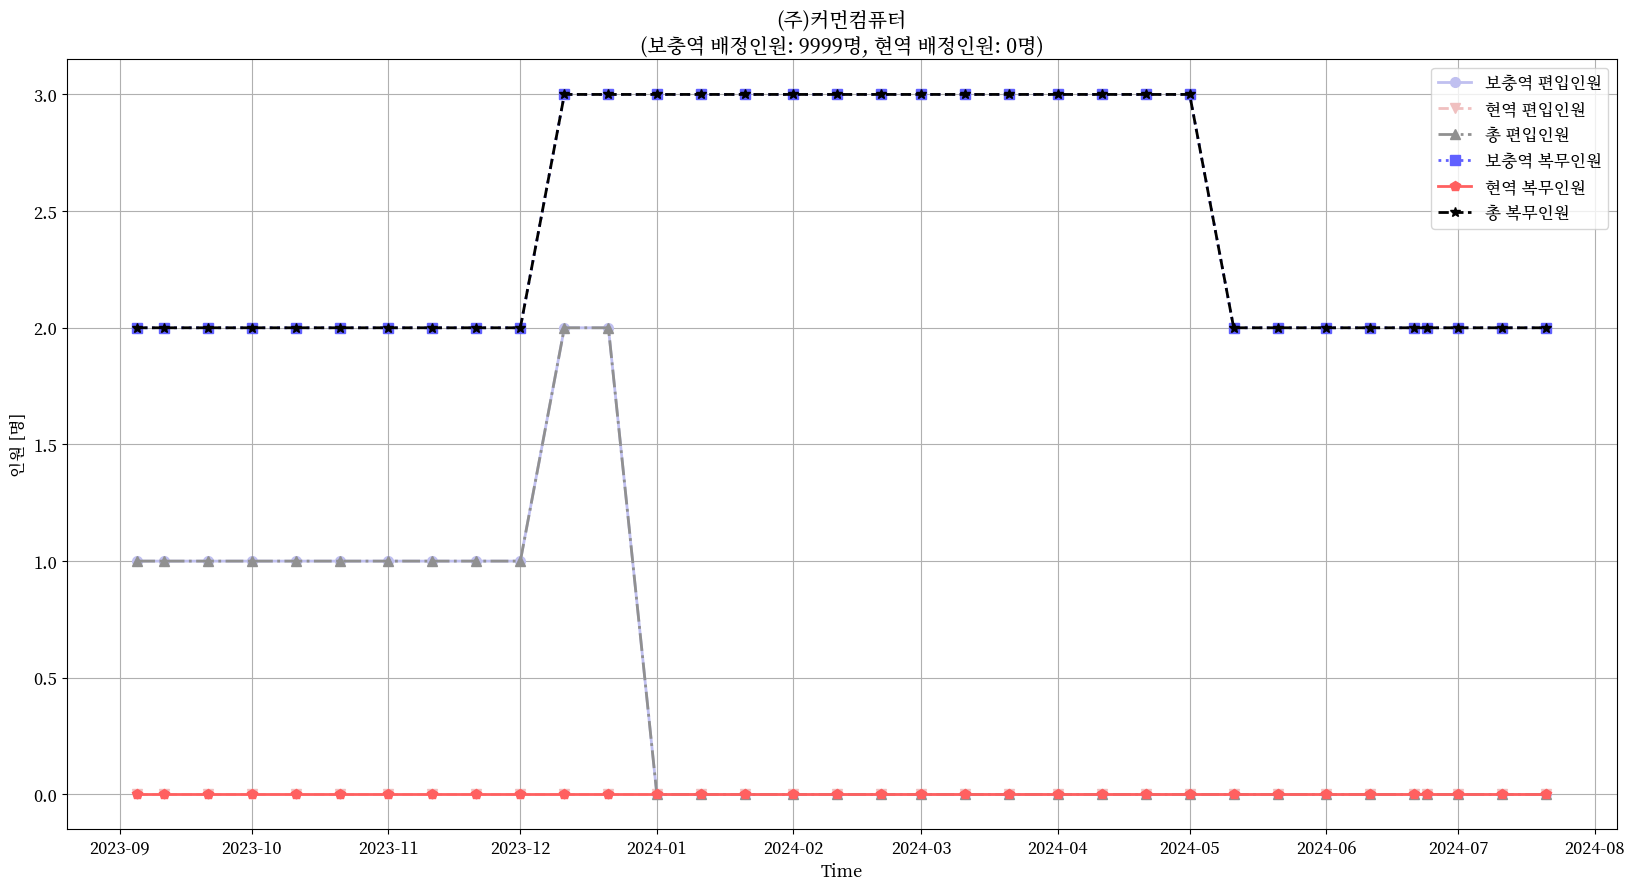 (주)커먼컴퓨터
(보충역 배정인원: 9999명, 현역 배정인원: 0명)
보충역 편입인원
현역 편입인원
총 편입인원
보충역 복무인원
현역 복무인원
총 복무인원
인원 [명]
3.0
2.5
2.0
1.5
1.0
0.5
0.0
2023-09 2023-10 2023-11 2023-12 2024-01 2024-02 2024-03 2024-04 2024-05 2024-06 2024-07 2024-08
Time